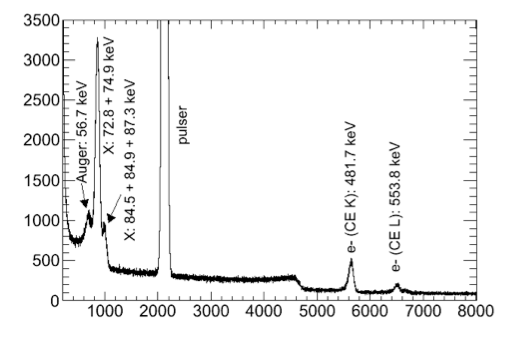 3500
3000
2500
2000
1500
1000
500
0
Auger: 56.7 keV
X: 72.8 + 74.9 keV
X: 84.5 + 84.9 + 87.3 keV
pulser
e- (CE K): 481.7 keV
e- (CE L): 553.8 keV
1000 2000 3000 4000 5000 6000 7000 8000